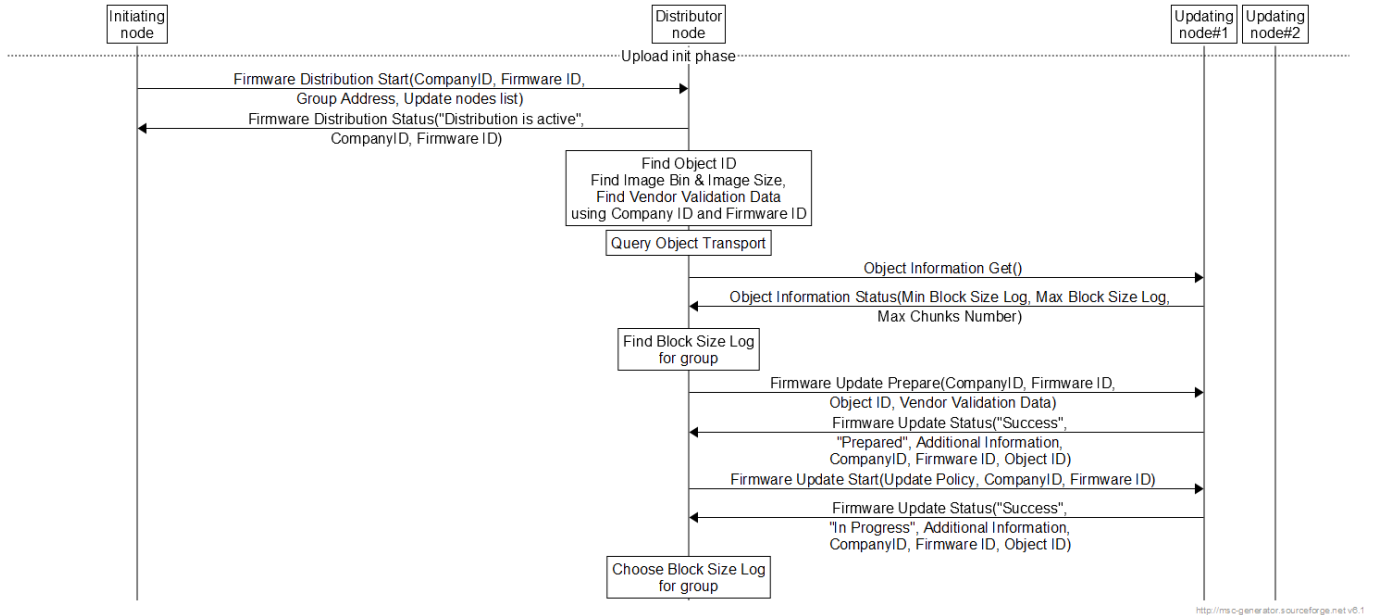 Initiating
node
Distributor
node
Updating
node#1
Updating
node#2
Upload init phase
Firmware Distribution Start(CompanyID, Firmware ID,
Group Address, Update nodes list)
Firmware Distribution Status("Distribution is active",
CompanyID, Firmware ID)
Find Object ID
Find Image Bin & Image Size,
Find Vendor Validation Data
using Company ID and Firmware ID
Query Object Transport
Object Information Get()
Object Information Status(Min Block Size Log, Max Block Size Log,
Max Chunks Number)
Find Block Size Log
for group
Firmware Update Prepare(CompanyID, Firmware ID,
Object ID, Vendor Validation Data)
Firmware Update Status("Success",
"Prepared", Additional Information,
CompanyID, Firmware ID, Object ID)
Firmware Update Start(Update Policy, CompanyID, Firmware ID)
Firmware Update Status("Success",
"In Progress", Additional Information,
CompanyID, Firmware ID, Object ID)
Choose Block Size Log
for group
http://msc-generator.sourceforge.net v6.1